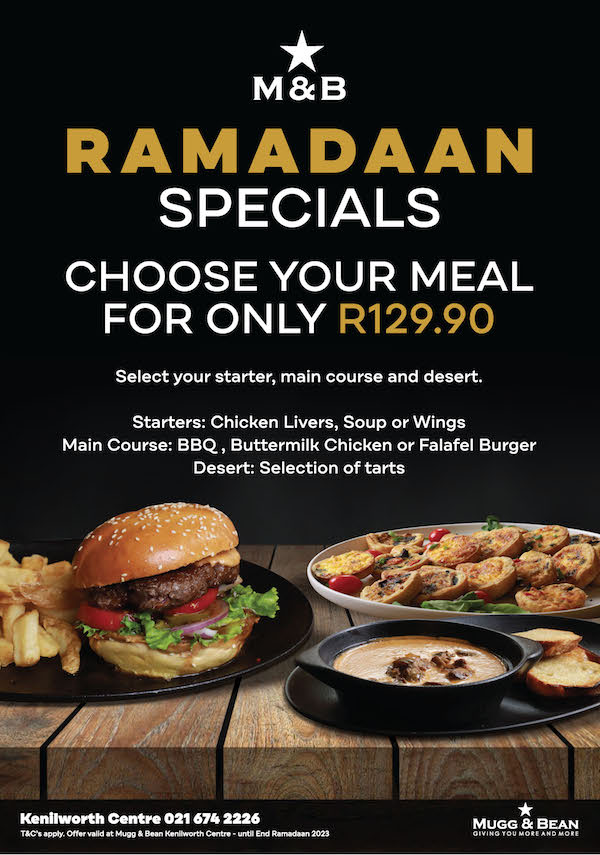 M&B
RAMADAAN
SPECIALS
CHOOSE YOUR MEAL
FOR ONLY R129.90
Select your starter, main course and desert.
Starters: Chicken Livers, Soup or Wings
Main Course: BBQ , Buttermilk Chicken or Falafel Burger
Desert: Selection of tarts
Kenilworth Centre 021 674 2226
T&C's apply. Offer valid at Mugg & Bean Kenilworth Centre - until End Ramadaan 2023
MUGG & BEAN
GIVING YOU MORE AND MORE